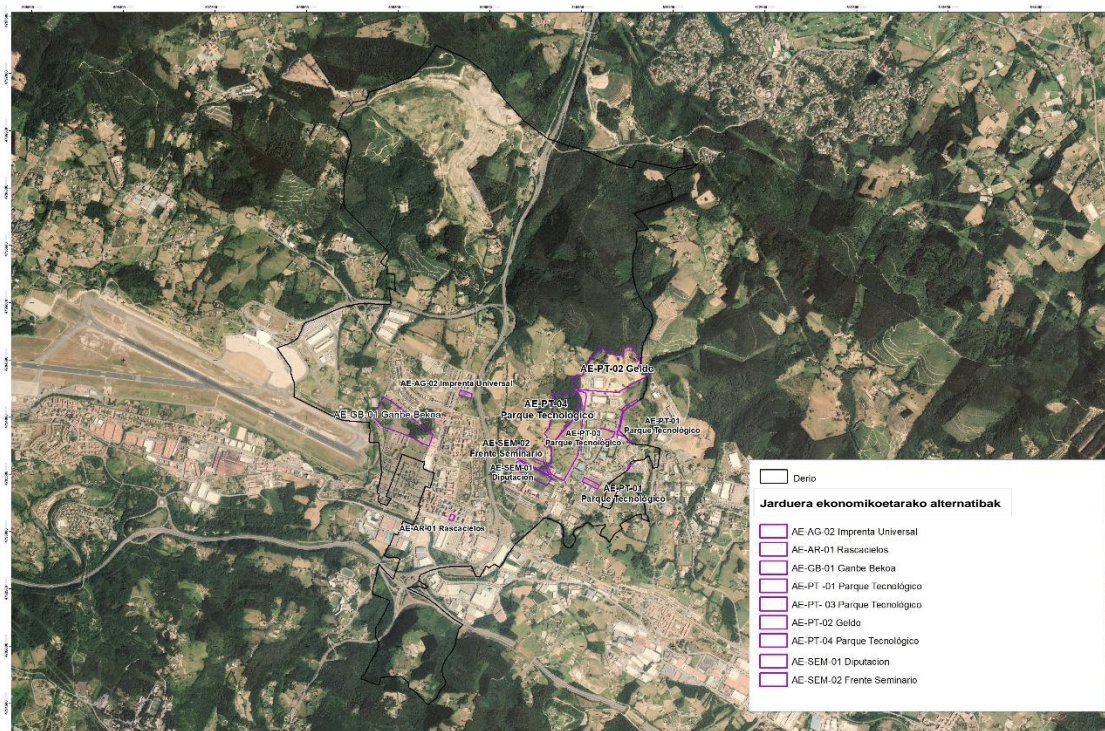 AE-PT-02 Geldo
AE-AG-02 Imprenta Universal
AE-PT-04
Parque Tecnológico
AE-GB-01 Ganbe Bekoa
AE-PT-01
Parque Tecnológico
AE-PT-03
Parque Tecnológico
AE-SEM-02
Frente Seminario
AE-SEM-01
Diputacion
AE-PT-01
Parque Tecnológico
AE-AR-01 Rascacielos
Derio
Jarduera ekonomikoetarako alternatibak
AE-AG-02 Imprenta Universal
AE-AR-01 Rascacielos
AE-GB-01 Ganbe Bekoa
AE-PT -01 Parque Tecnológico
AE-PT- 03 Parque Tecnológico
AE-PT-02 Geldo
AE-PT-04 Parque Tecnológico
AE-SEM-01 Diputacion
AE-SEM-02 Frente Seminario